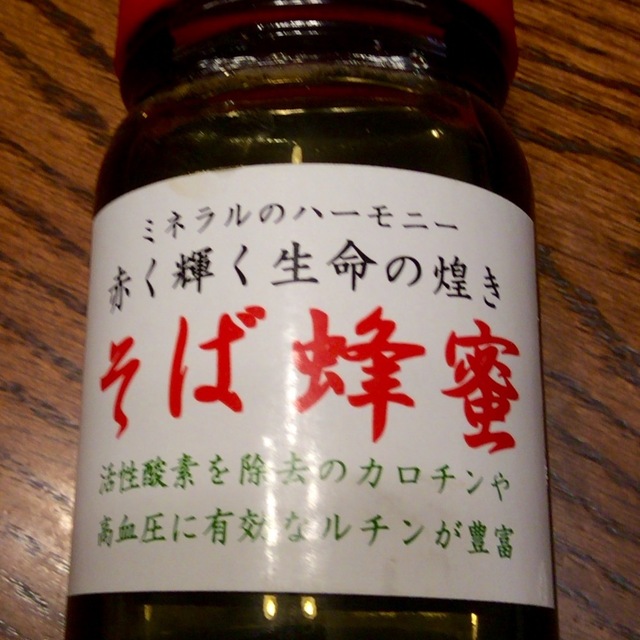 ミネラルのハーモニー
赤く輝く生命の煌き
そば蜂蜜
活性酸素を除去のカロチンや
高血圧に有効なルチンが豊富